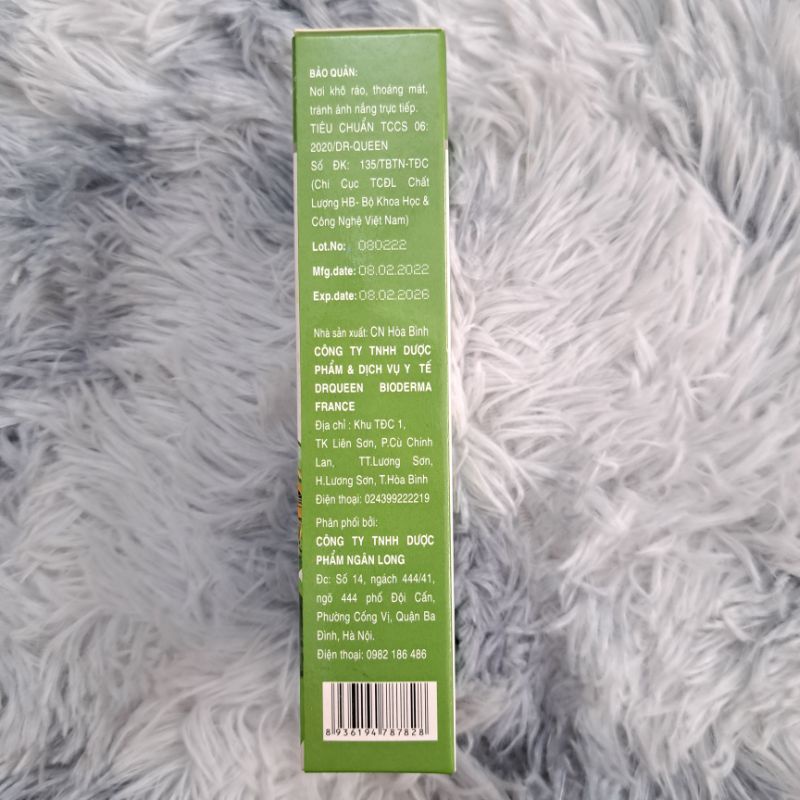 BẢO QUẢN:
Nơi khô ráo, thoáng mát,
tránh ánh nắng trực tiếp.
TIÊU CHUẨN TCCS 06:
2020/DR-QUEEN
Số ĐK: 135/TBTN-TĐC
(Chi Cục TCĐL Chất
Lượng HB- Bộ Khoa Học &
Công Nghệ Việt Nam)
Lot.No: 080222
Mfg.date: 08.02.2022
Exp.date: 08.02.2026
Nhà sản xuất: CN Hòa Bình
CÔNG TY TNHH DƯỢC
PHẨM & DỊCH VỤ Y TẾ
DRQUEEN BIODERMA
FRANCE
Địa chỉ : Khu TĐC 1,
TK Liên Sơn, P.Cù Chính
Lan, TT.Lương Sơn,
H.Lương Sơn, T.Hòa Bình
Điện thoại: 024399222219
Phân phối bởi:
CÔNG TY TNHH DƯỢC
PHẨM NGÂN LONG
Đc: Số 14, ngách 444/41,
ngõ 444 phố Đội Cấn,
Phường Cống Vị, Quận Ba
Đình, Hà Nội.
Điện thoại: 0982 186 486
8 936194 787828